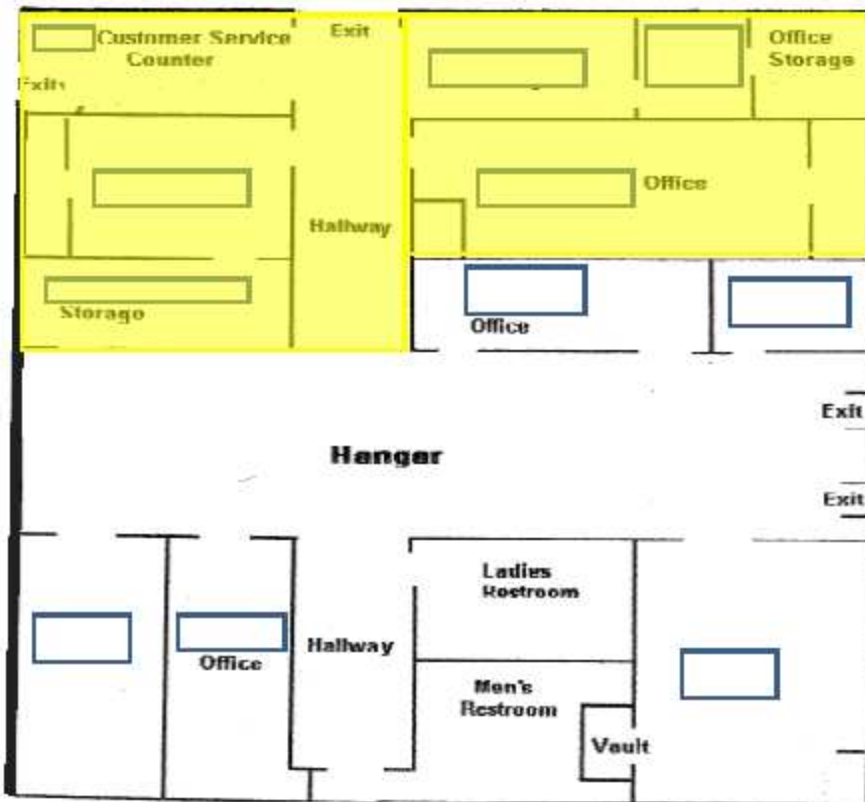 Customer Service
Counter
Exit
Office
Storage
Exit
Office
Hallway
Storage
Office
Exit
Hangar
Exit
Ladies
Restroom
Hallway
Office
Men's
Restroom
Vault